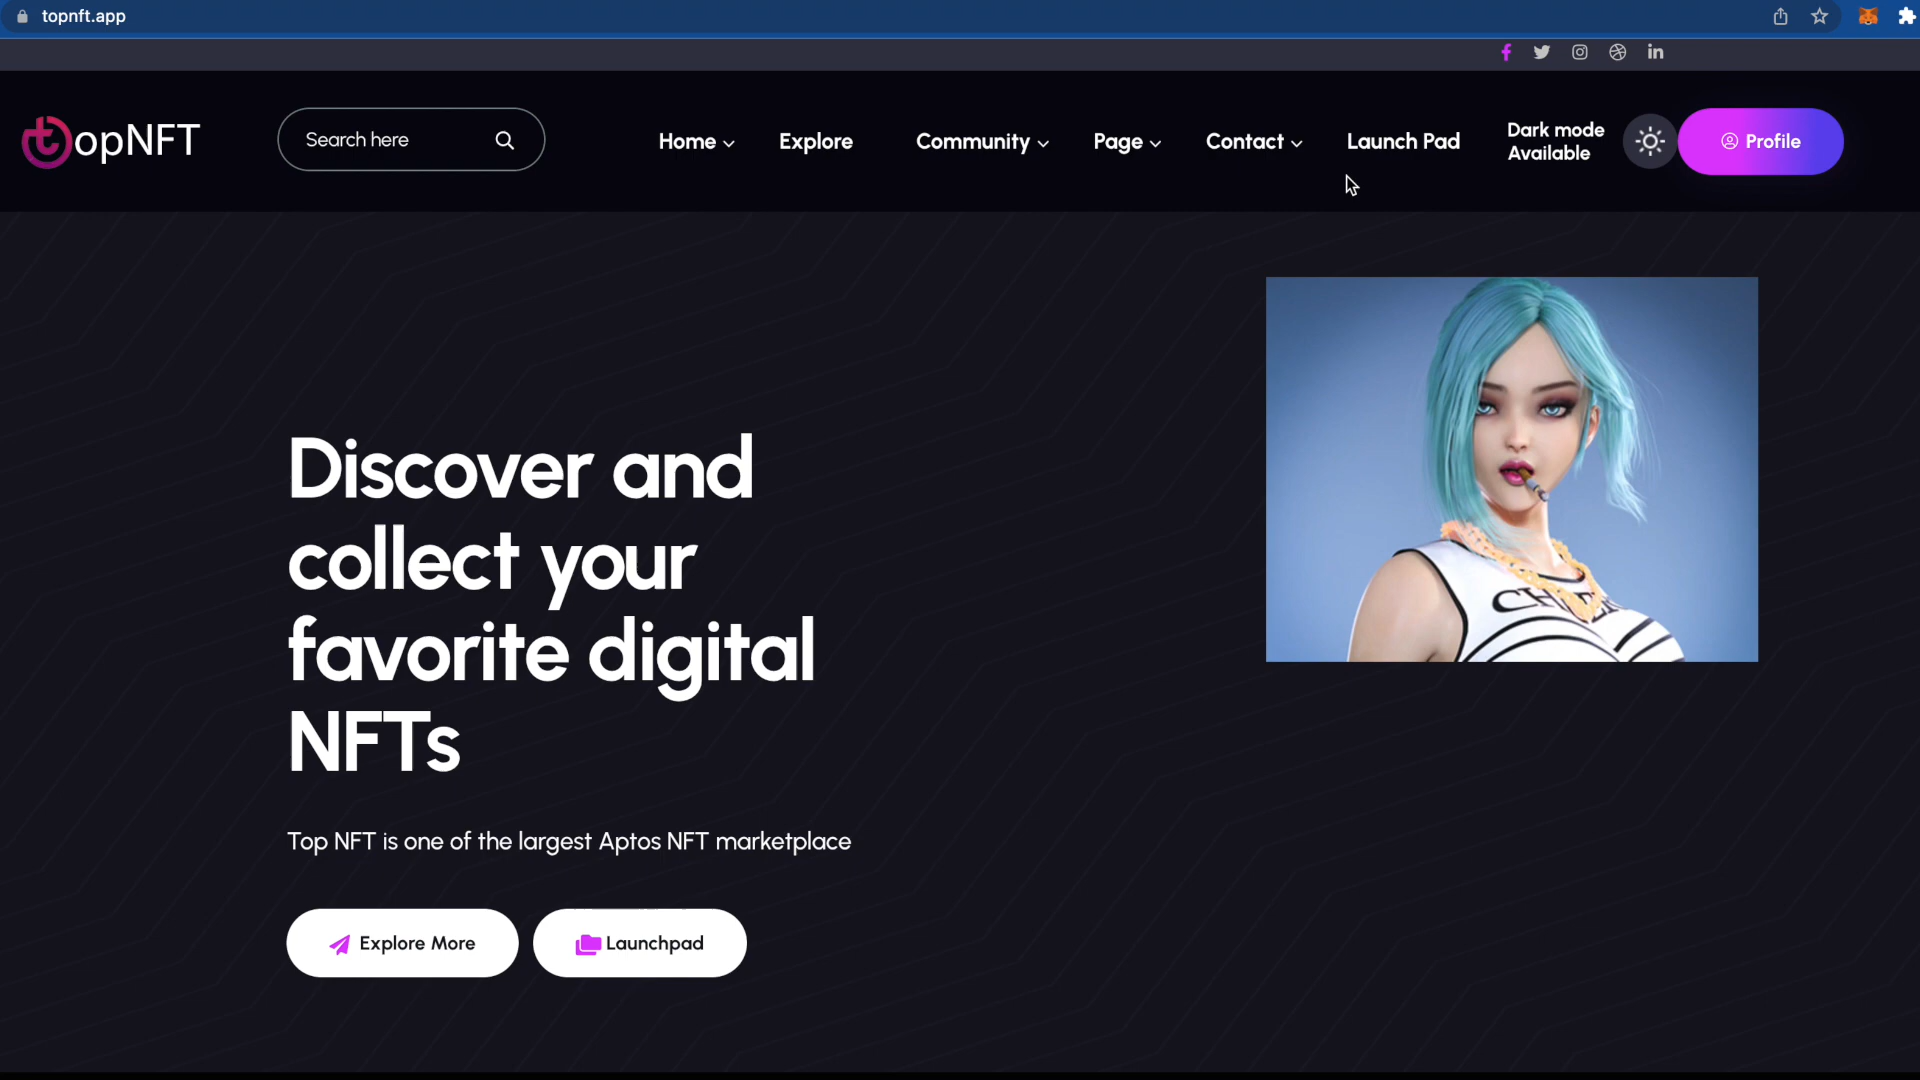 topnft.app
topNFT
Search here
Home
Explore
Community
Page
Contact
Launch Pad
Dark mode
Available
Profile
Discover and
collect your
favorite digital
NFTs
Top NFT is one of the largest Aptos NFT marketplace
Explore More
Launchpad